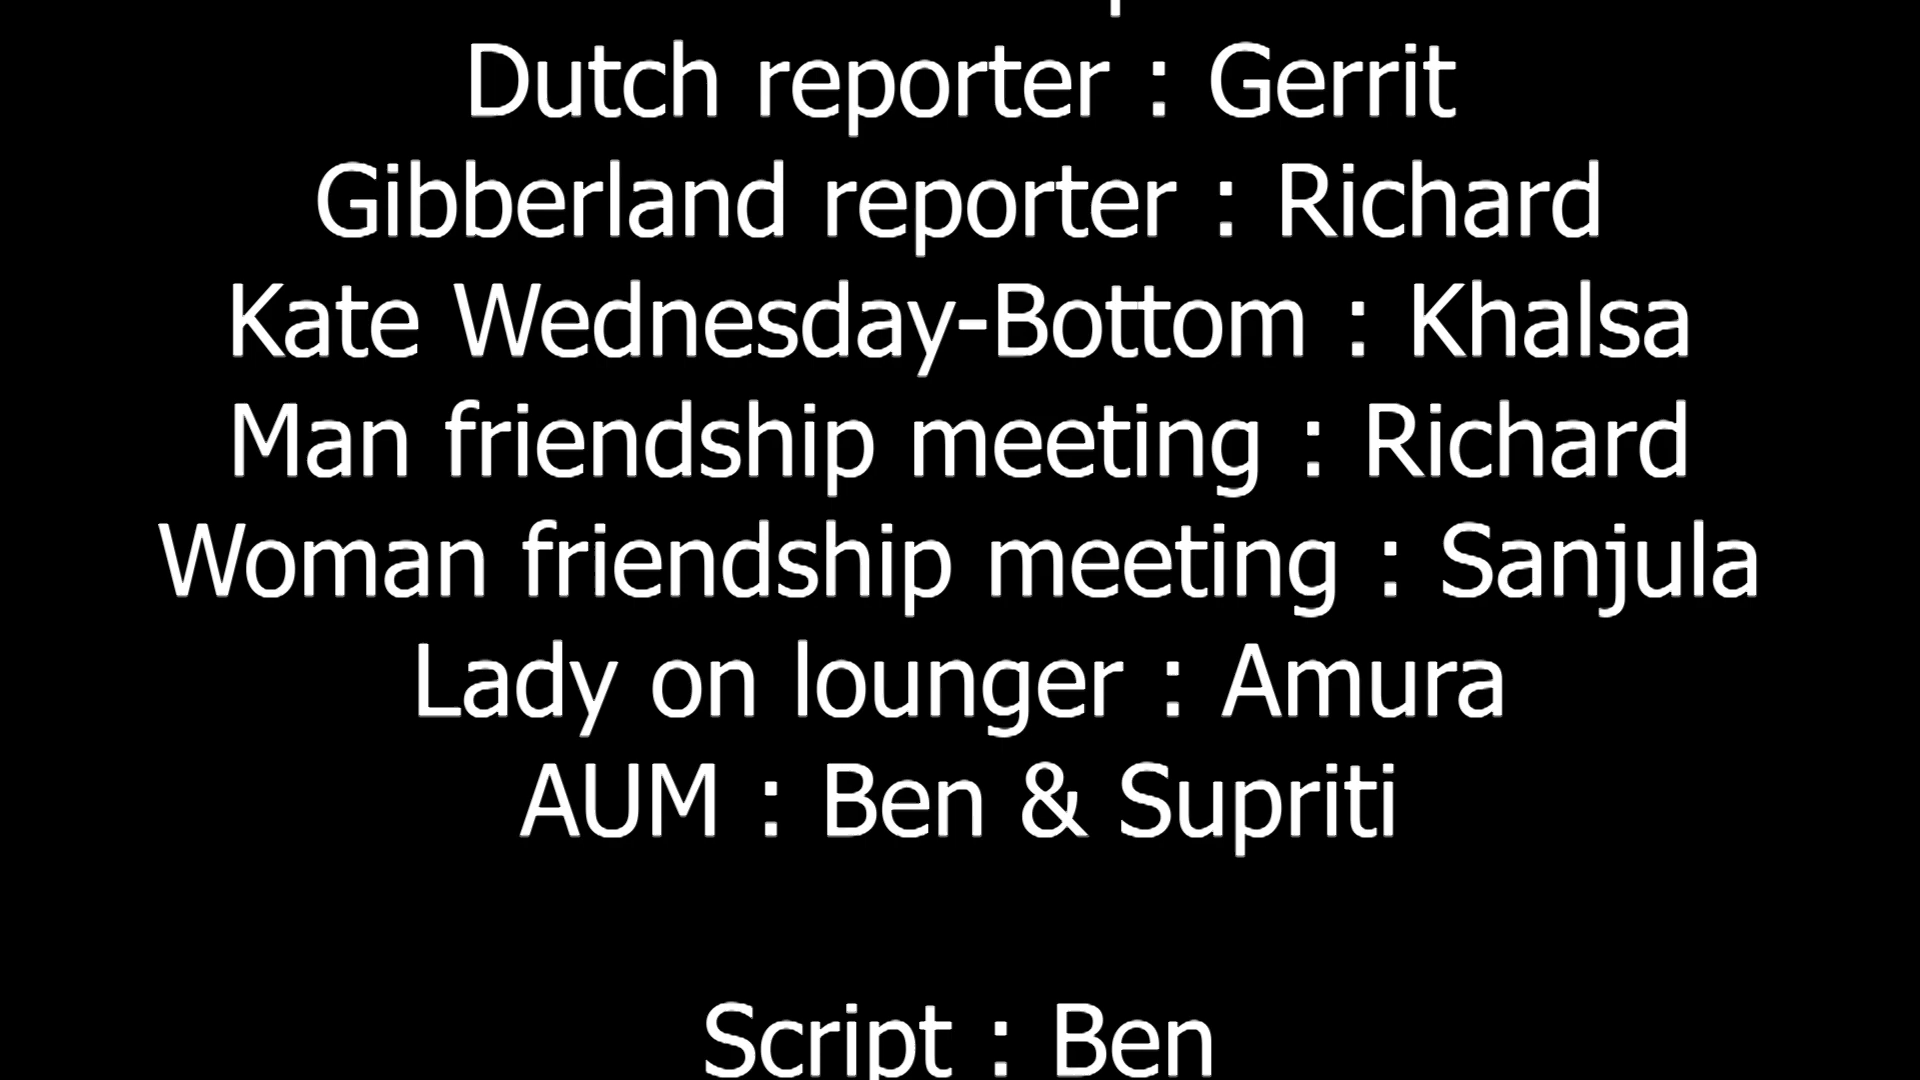 Dutch reporter : Gerrit
Gibberland reporter : Richard
Kate Wednesday-Bottom : Khalsa
Man friendship meeting : Richard
Woman friendship meeting : Sanjula
Lady on lounger : Amura
AUM : Ben & Supriti
Script : Ben